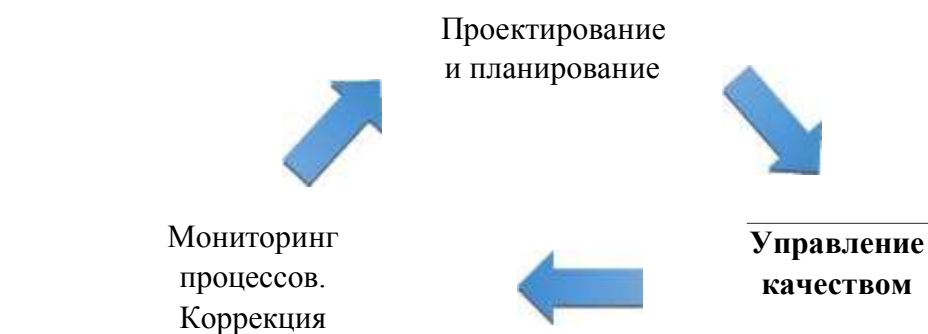 Проектирование
и планирование
Мониторинг
процессов.
Коррекция
Управление
качеством